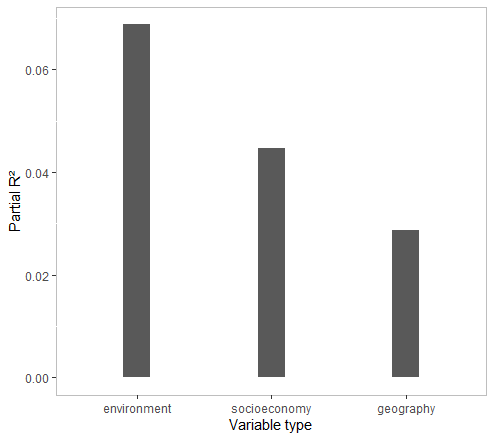 Partial R²
0.06
0.04
0.02
0.00
environment socioeconomy geography
Variable type